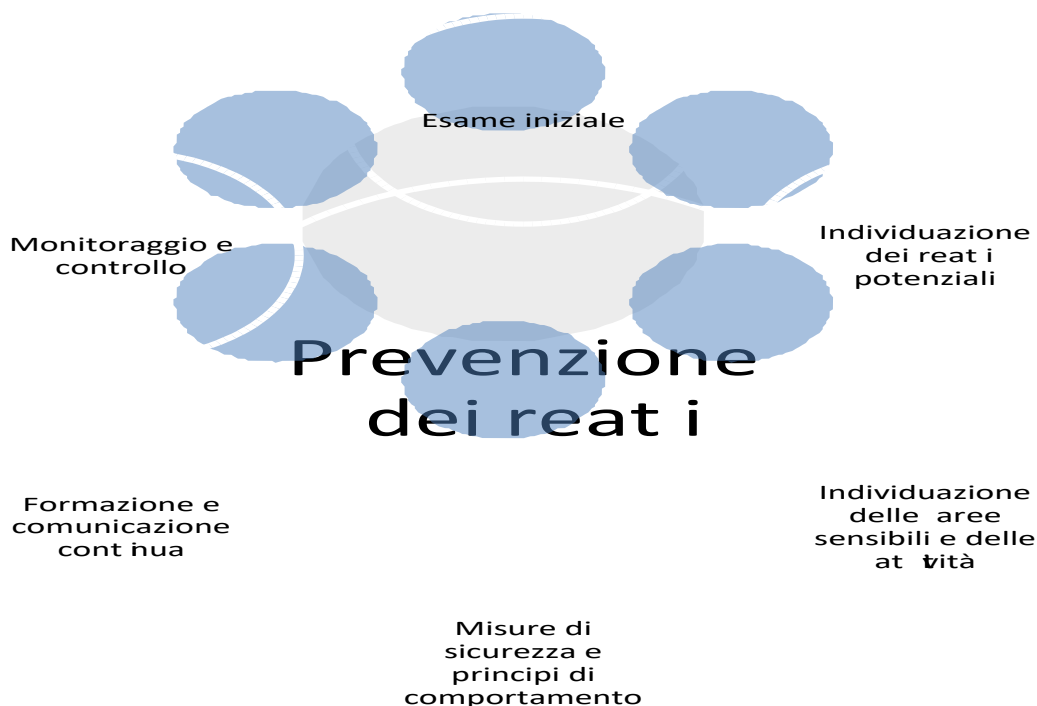 Esame iniziale
Monitoraggio e
controllo
Individuazione
dei reat i
potenziali
Prevenzione
dei reat i
Formazione e
comunicazione
cont inua
Individuazione
delle aree
sensibili e delle
at tività
Misure di
sicurezza e
principi di
comportamento